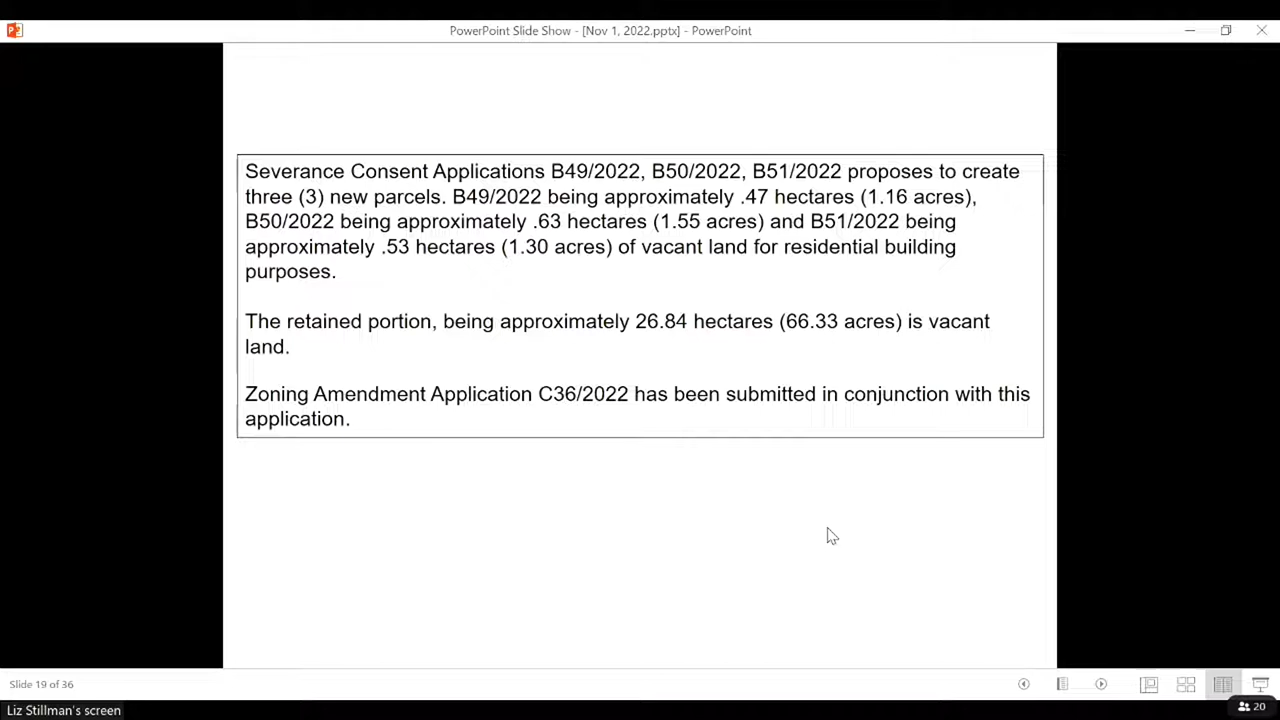 PowerPoint Slide Show - [Nov 1, 2022.pptx] - PowerPoint
Severance Consent Applications B49/2022, B50/2022, B51/2022 proposes to create
three (3) new parcels. B49/2022 being approximately .47 hectares (1.16 acres),
B50/2022 being approximately .63 hectares (1.55 acres) and B51/2022 being
approximately .53 hectares (1.30 acres) of vacant land for residential building
purposes.
The retained portion, being approximately 26.84 hectares (66.33 acres) is vacant
land.
Zoning Amendment Application C36/2022 has been submitted in conjunction with this
application.
Slide 19 of 36
Liz Stillman's screen
20